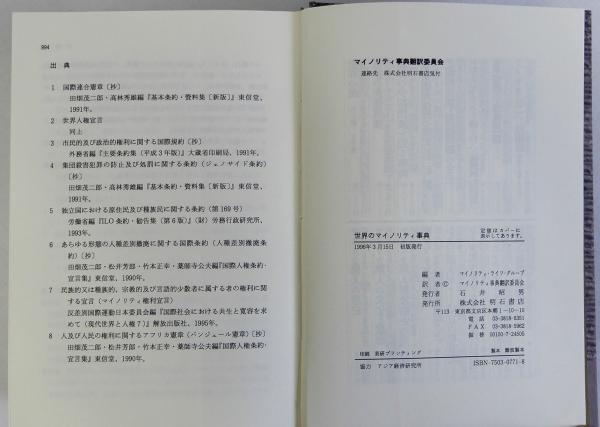 994
出典
1 国際連合憲章〔抄〕
田畑茂二郎・高林秀雄編『基本条約・資料集〔新版〕』東信堂、
1991年。
2 世界人権宣言
同上
3 市民的及び政治的権利に関する国際規約〔抄〕
外務省編『主要条約集(平成3年版)』大蔵省印刷局、1991年。
4 集団殺害犯罪の防止及び処罰に関する条約(ジェノサイド条約)
〔抄〕
田畑茂二郎・高林秀雄編『基本条約・資料集〔新版〕』東信堂、
1991年。
5 独立国における原住民及び種族民に関する条約(第169号)
労働省編『ILO条約・勧告集(第6版)』(財)労務行政研究所、
1993年。
6 あらゆる形態の人種差別撤廃に関する国際条約(人種差別撤廃条
約)〔抄〕
田畑茂二郎・松井芳郎・竹本正幸・薬師寺公夫編『国際人権条約・
宣言集』東信堂、1990年。
7 民族的又は種族的、宗教的及び言語的少数者に属する者の権利に関
する宣言(マイノリティ権利宣言)
反差別国際運動日本委員会編『国際社会における共生と寛容を求
めて(現代世界と人権7)』解放出版社、1995年。
8 人及び人民の権利に関するアフリカ憲章(バンジュール憲章)〔抄〕
田畑茂二郎・松井芳郎・竹本正幸・薬師寺公夫編『国際人権条約・
宣言集』東信堂、1990年。
マイノリティ事典翻訳委員会
連絡先 株式会社明石書店気付
世界のマイノリティ事典
定価はカバーに
表示してあります。
1996年3月15日 初版発行
編者 マイノリティ・ライツ・グループ
訳者© マイノリティ事典翻訳委員会
発行者 石井昭男
発行所 株式会社 明石書店
〒113 東京都文京区本郷1-10-10
電話 03-3818-6351
FAX 03-3818-5962
振替 00100-7-24505
印刷 美研プリンティング
製本 難波製本
協力 アジア経済研究所
ISBN-7503-0771-8